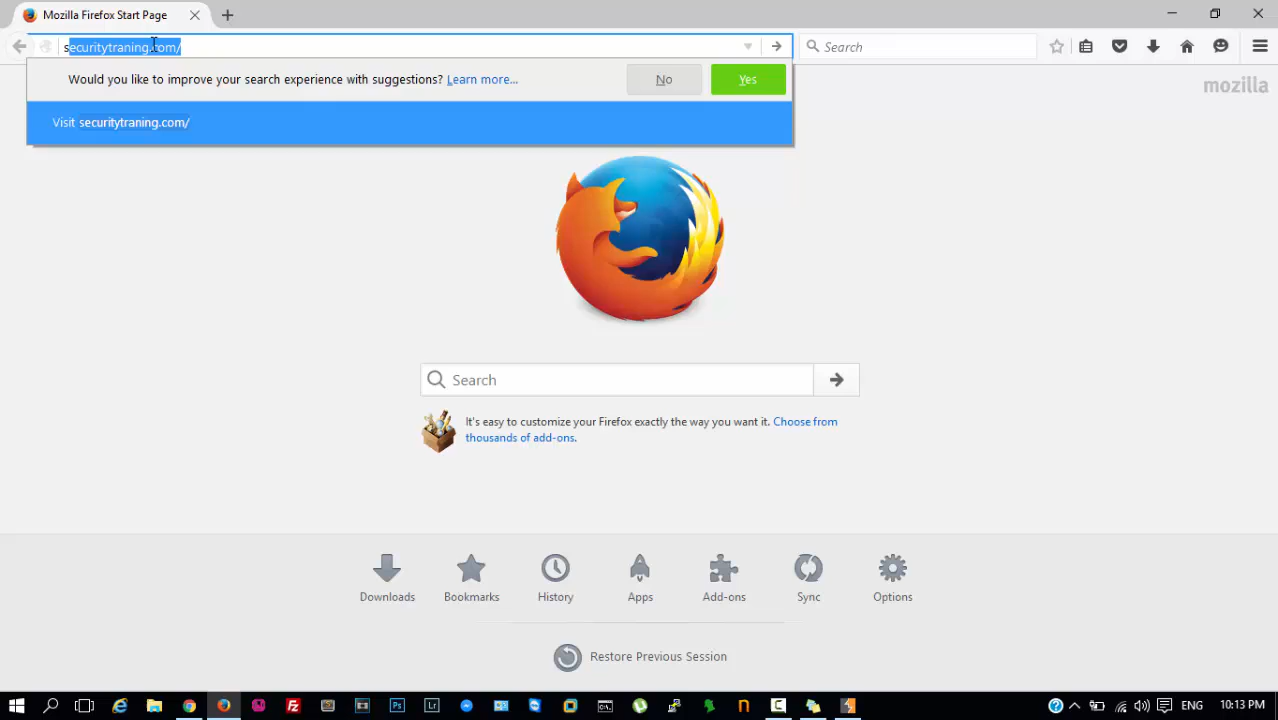 Mozilla Firefox Start Page
securitytraning.com/
Search
Would you like to improve your search experience with suggestions? Learn more...
No
Yes
Visit securitytraning.com/
mozilla
Search
It's easy to customize your Firefox exactly the way you want it. Choose from
thousands of add-ons.
Downloads
Bookmarks
History
Apps
Add-ons
Sync
Options
Restore Previous Session
Ps
Lr
ENG
10:13 PM